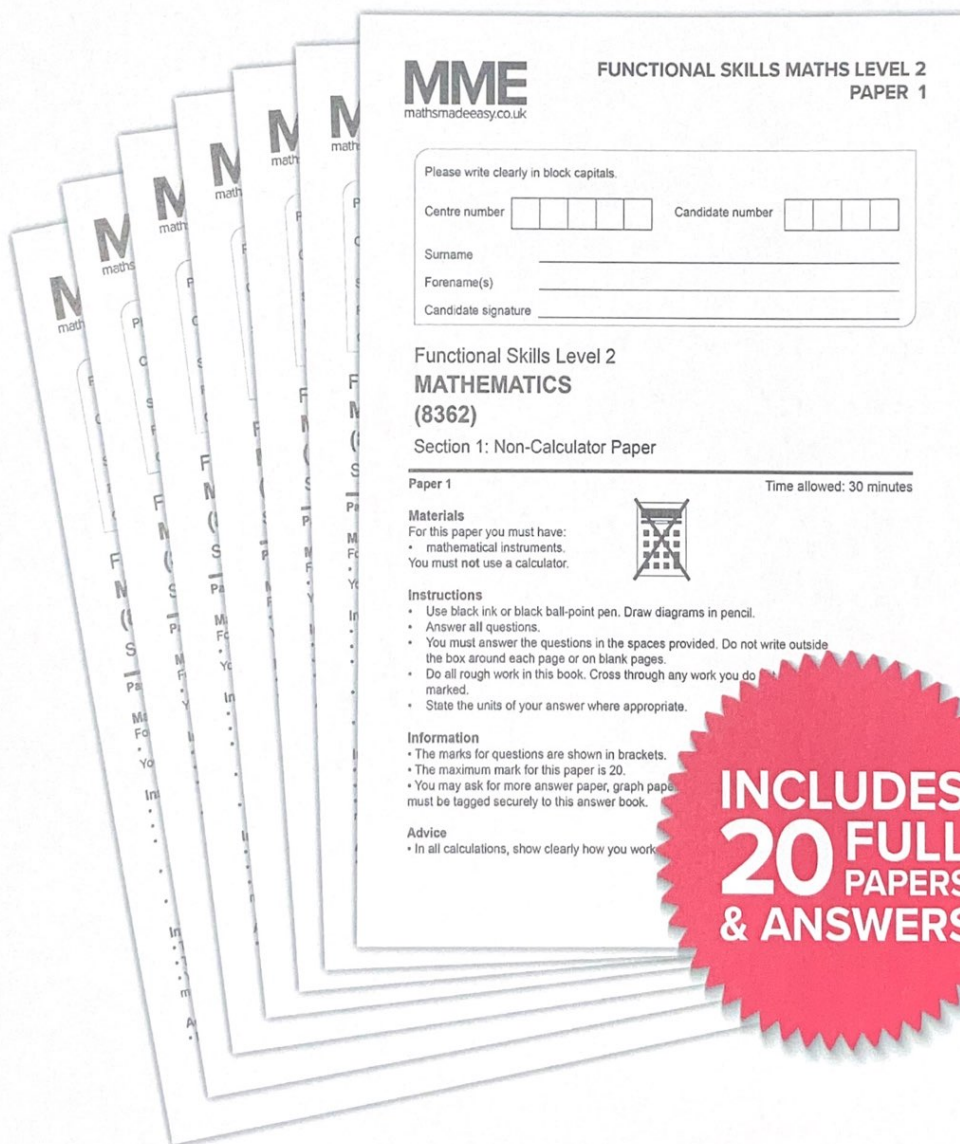 MME
mathsmadeeasy.co.uk
FUNCTIONAL SKILLS MATHS LEVEL 2
PAPER 1
Please write clearly in block capitals.
Centre number
Candidate number
Surname
Forename(s)
Candidate signature
Functional Skills Level 2
MATHEMATICS
(8362)
Section 1: Non-Calculator Paper
Paper 1
Time allowed: 30 minutes
Materials
For this paper you must have:
• mathematical instruments.
You must not use a calculator.
Instructions
• Use black ink or black ball-point pen. Draw diagrams in pencil.
• Answer all questions.
• You must answer the questions in the spaces provided. Do not write outside
the box around each page or on blank pages.
• Do all rough work in this book. Cross through any work you do
marked.
• State the units of your answer where appropriate.
Information
• The marks for questions are shown in brackets.
• The maximum mark for this paper is 20.
• You may ask for more answer paper, graph pape
must be tagged securely to this answer book.
Advice
• In all calculations, show clearly how you work
INCLUDES
20 FULL
PAPERS
& ANSWERS